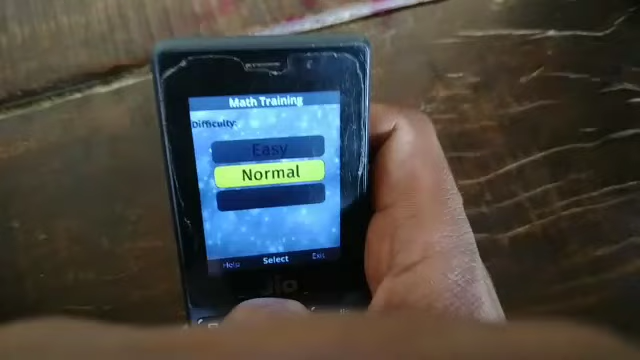 Math Training
Difficulty:
Easy
Normal
Help Select Exit
Jio